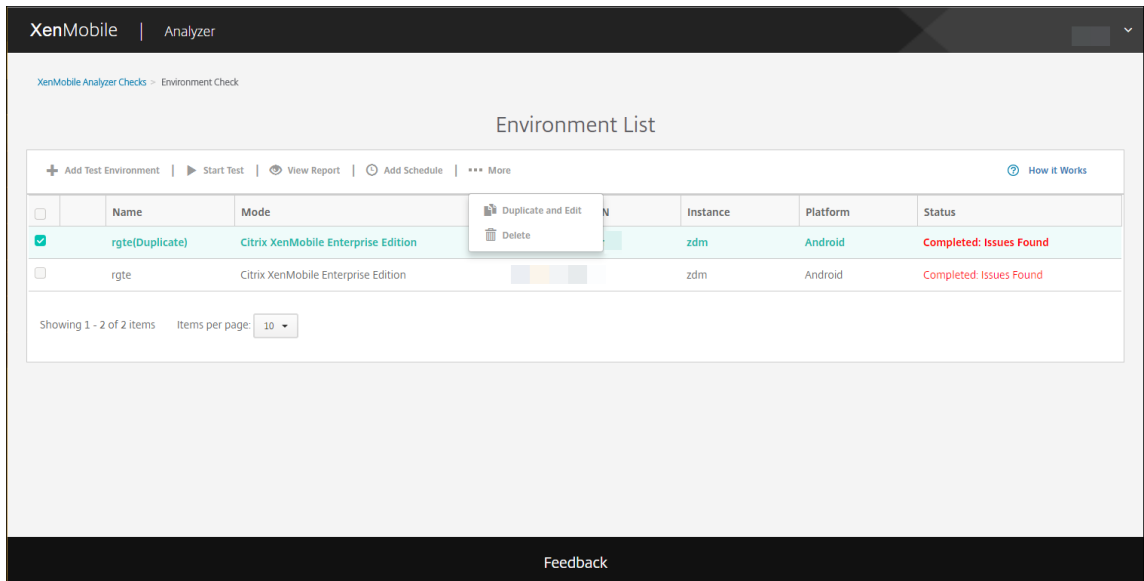 XenMobile | Analyzer
XenMobile Analyzer Checks > Environment Check
Environment List
Add Test Environment | Start Test | View Report | Add Schedule | More How it Works
Duplicate and Edit
Delete
Name Mode N Instance Platform Status
rgte(Duplicate) Citrix XenMobile Enterprise Edition zdm Android Completed: Issues Found
rgte Citrix XenMobile Enterprise Edition zdm Android Completed: Issues Found
Showing 1 - 2 of 2 items Items per page: 10
Feedback